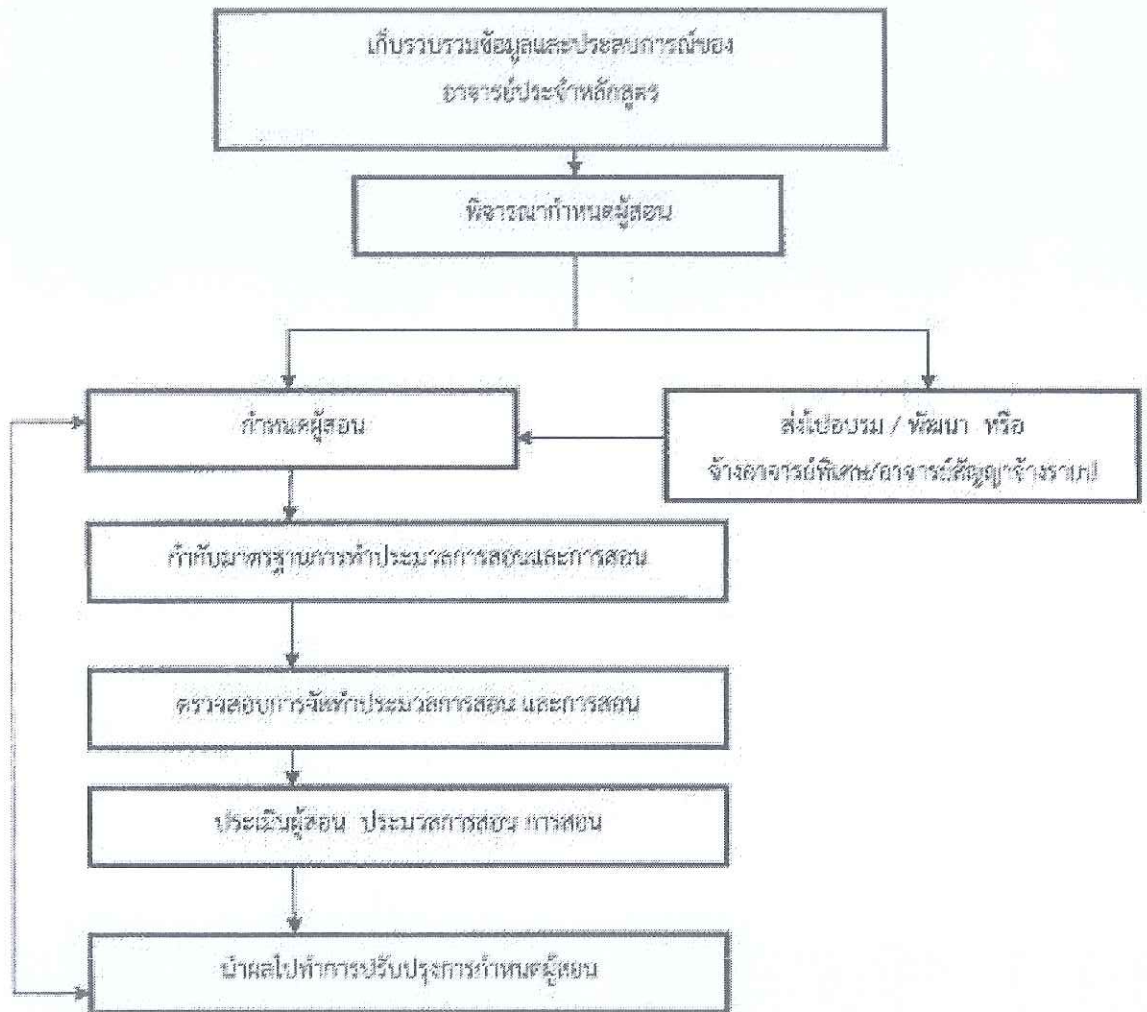 เก็บรวบรวมข้อมูลและประสบการณ์ของ
อาจารย์ประจำหลักสูตร
พิจารณากำหนดผู้สอน
กำหนดผู้สอน
ส่งไปอบรม / พัฒนา หรือ
จ้างอาจารย์พิเศษ/อาจารย์สัญญาจ้างรายปี
กำกับมาตรฐานการทำประมวลการสอนและการสอน
ตรวจสอบการจัดทำประมวลการสอน และการสอน
ประเมินผู้สอน ประมวลการสอน การสอน
นำผลไปทำการปรับปรุงการกำหนดผู้สอน